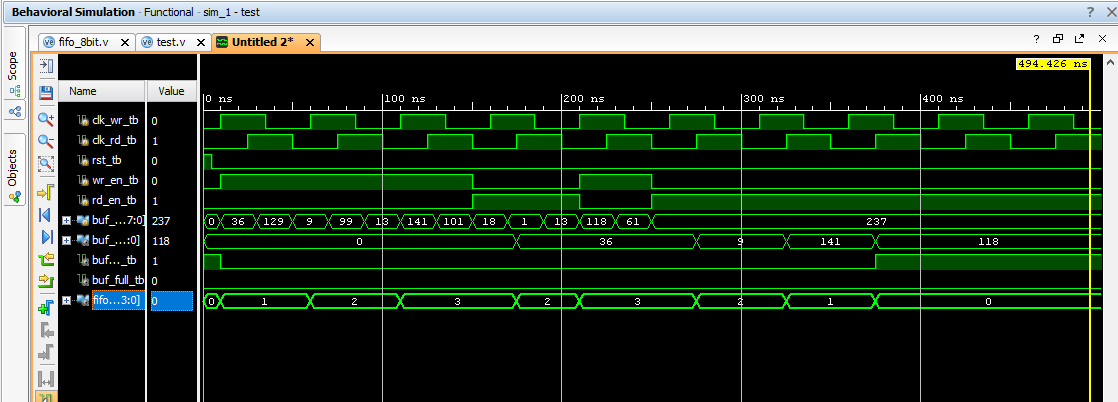 Behavioral Simulation - Functional - sim_1 - test
fifo_8bit.v test.v Untitled 2*
Scope
Objects
494.426 ns
Name Value
0 ns 100 ns 200 ns 300 ns 400 ns
clk_wr_tb 0
clk_rd_tb 1
rst_tb 0
wr_en_tb 0
rd_en_tb 1
buf_...7:0] 237 0 36 129 9 99 13 141 101 18 1 13 118 61 237
buf_...:0] 118 0 36 9 141 118
buf..._tb 1
buf_full_tb 0
fifo...3:0] 0 0 1 2 3 2 3 2 1 0